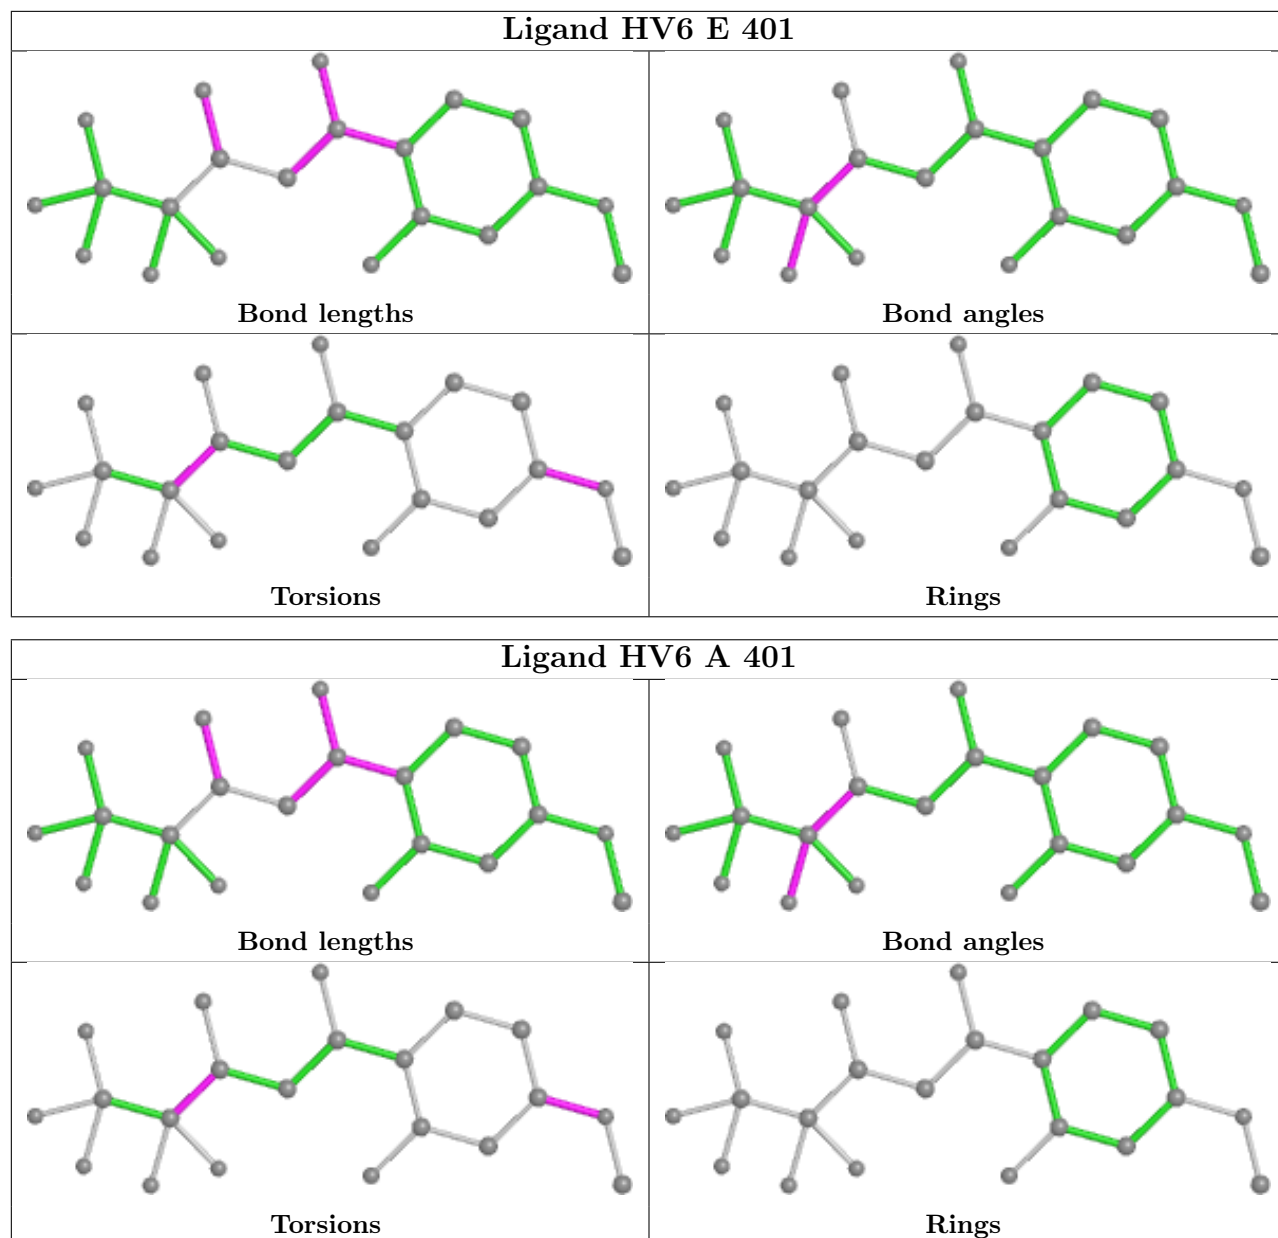 Ligand HV6 E 401
Bond lengths
Bond angles
Torsions
Rings
Ligand HV6 A 401
Bond lengths
Bond angles
Torsions
Rings